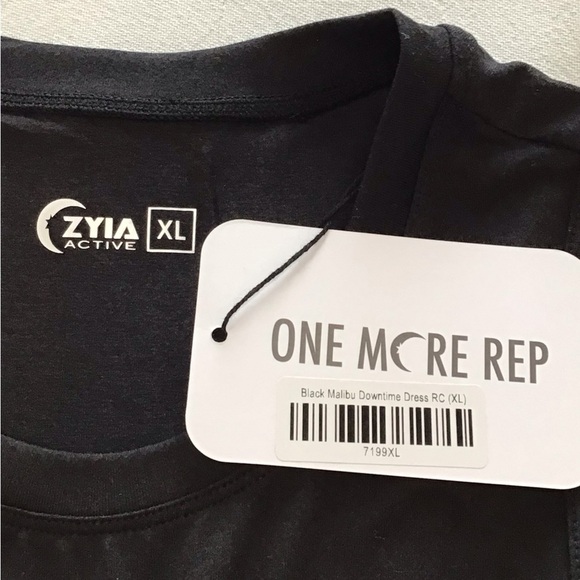 ZYIA
ACTIVE
XL
ONE MORE REP
Black Malibu Downtime Dress RC (XL)
7199XL